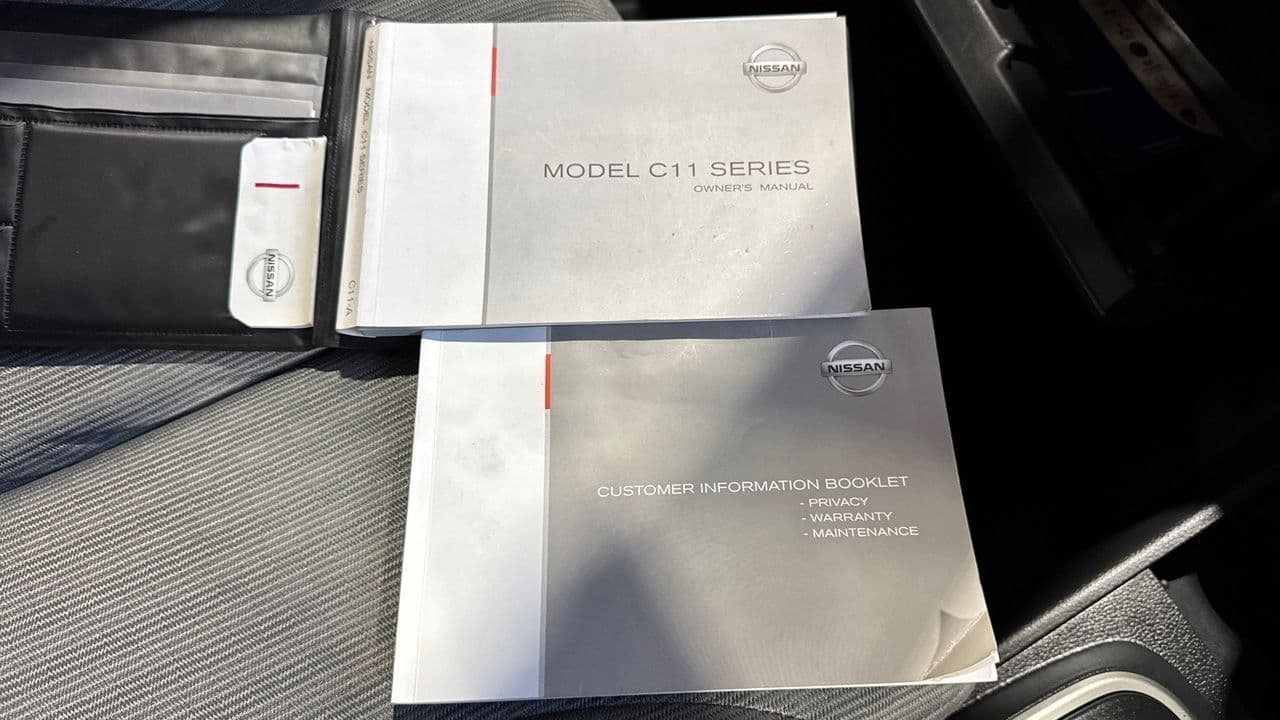 NISSAN MODEL C11 SERIES
C11-A
NISSAN
NISSAN
MODEL C11 SERIES
OWNER'S MANUAL
NISSAN
CUSTOMER INFORMATION BOOKLET
- PRIVACY
- WARRANTY
- MAINTENANCE